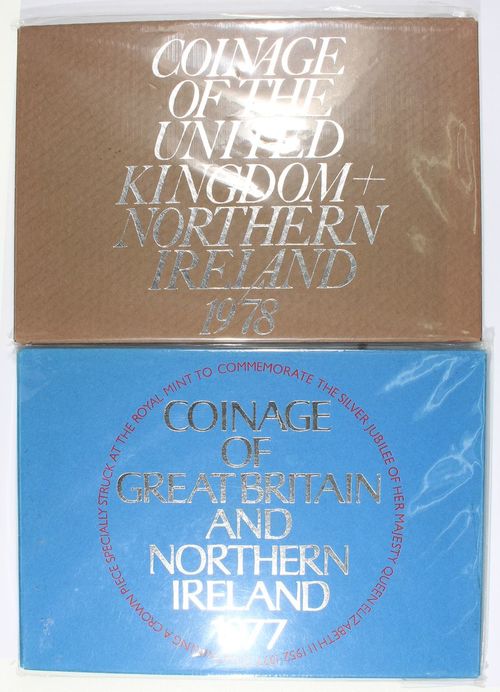 COINAGE
OF THE
UNITED
KINGDOM +
NORTHERN
IRELAND
1978
COINAGE
OF
GREAT BRITAIN
AND
NORTHERN
IRELAND
1977
A CROWN PIECE SPECIALLY STRUCK AT THE ROYAL MINT TO COMMEMORATE THE SILVER JUBILEE OF HER MAJESTY QUEEN ELIZABETH II 1952